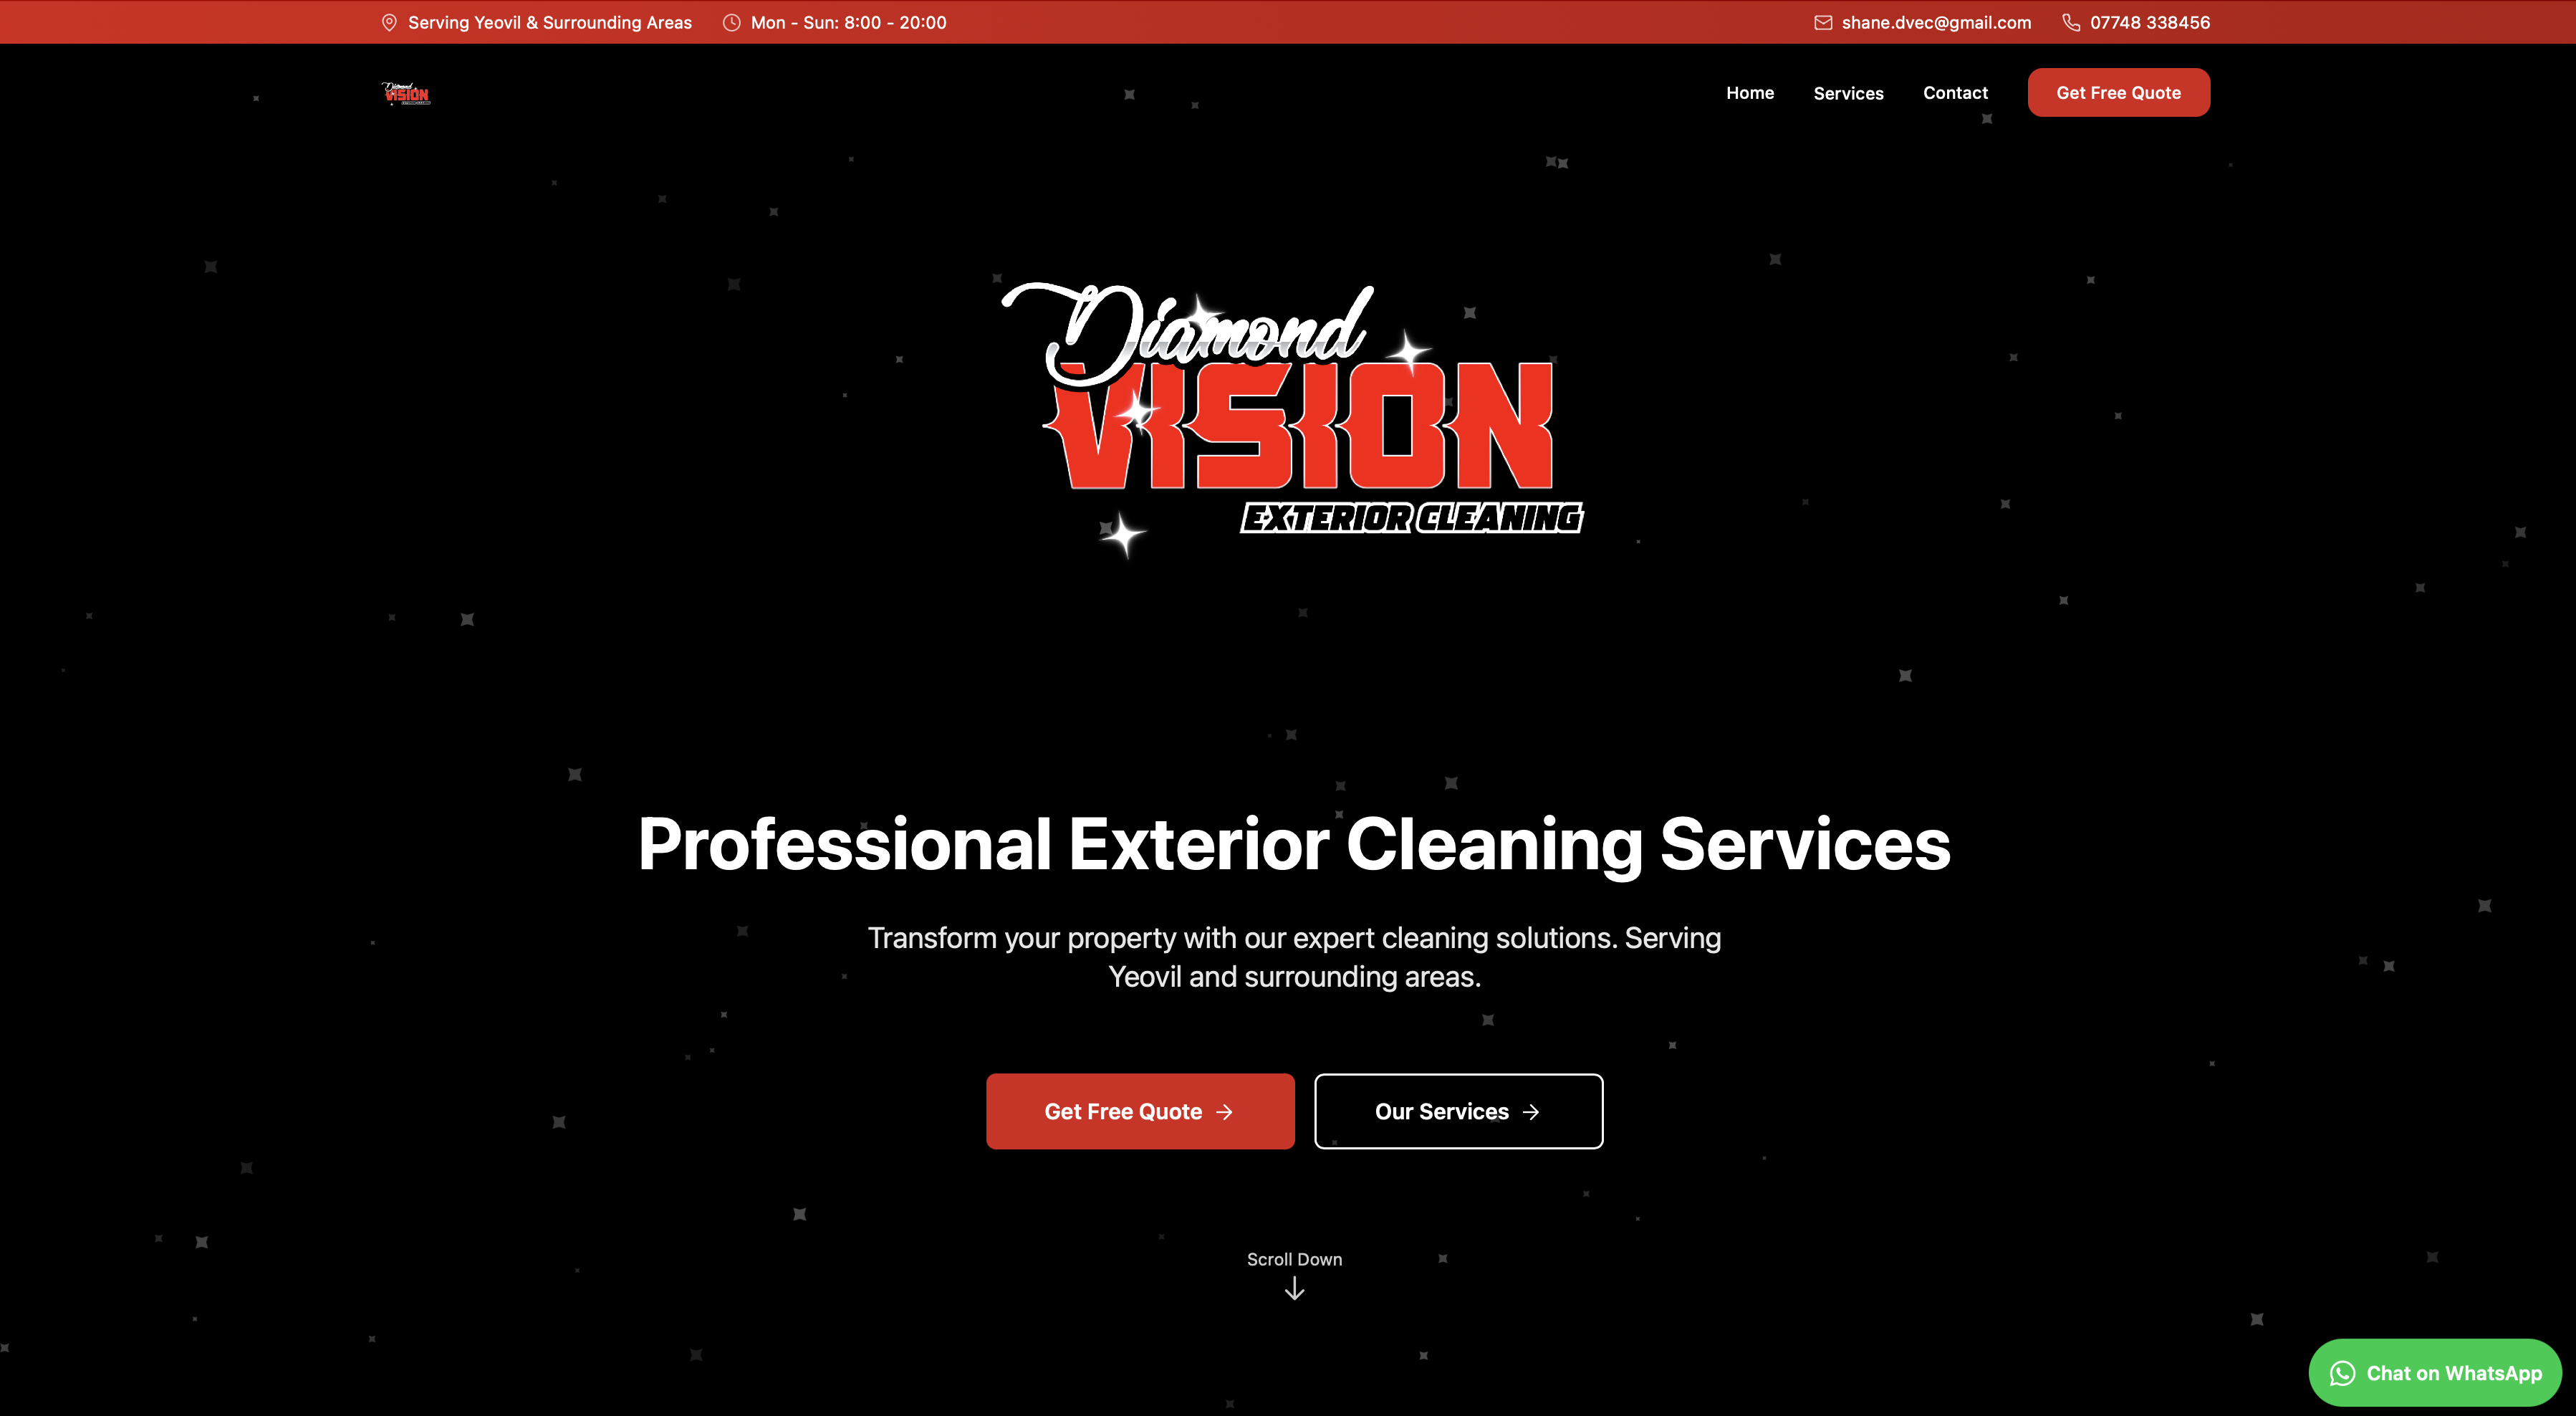 Serving Yeovil & Surrounding Areas
Mon - Sun: 8:00 - 20:00
shane.dvec@gmail.com
07748 338456
Diamond
VISION
EXTERIOR CLEANING
Home
Services
Contact
Get Free Quote
Diamond
VISION
EXTERIOR CLEANING
Professional Exterior Cleaning Services
Transform your property with our expert cleaning solutions. Serving
Yeovil and surrounding areas.
Get Free Quote
Our Services
Scroll Down
Chat on WhatsApp